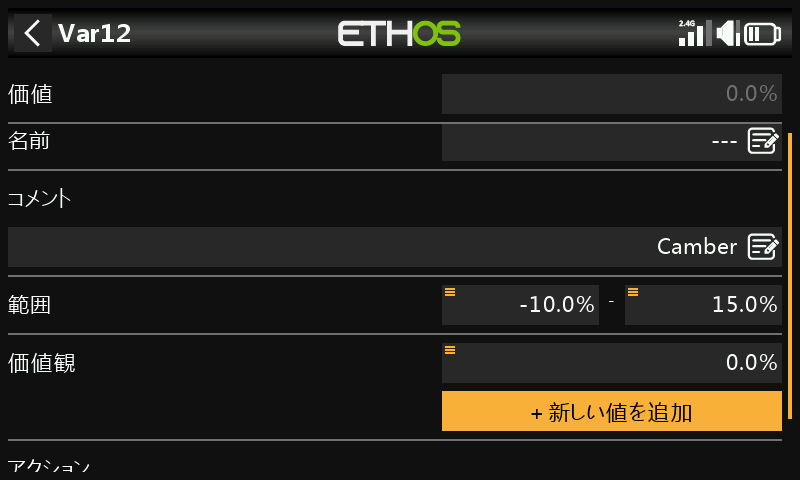 Var12
ETHOS
2.4G
価値
0.0%
名前
---
コメント
Camber
範囲
-10.0% - 15.0%
価値観
0.0%
+ 新しい値を追加
アクション